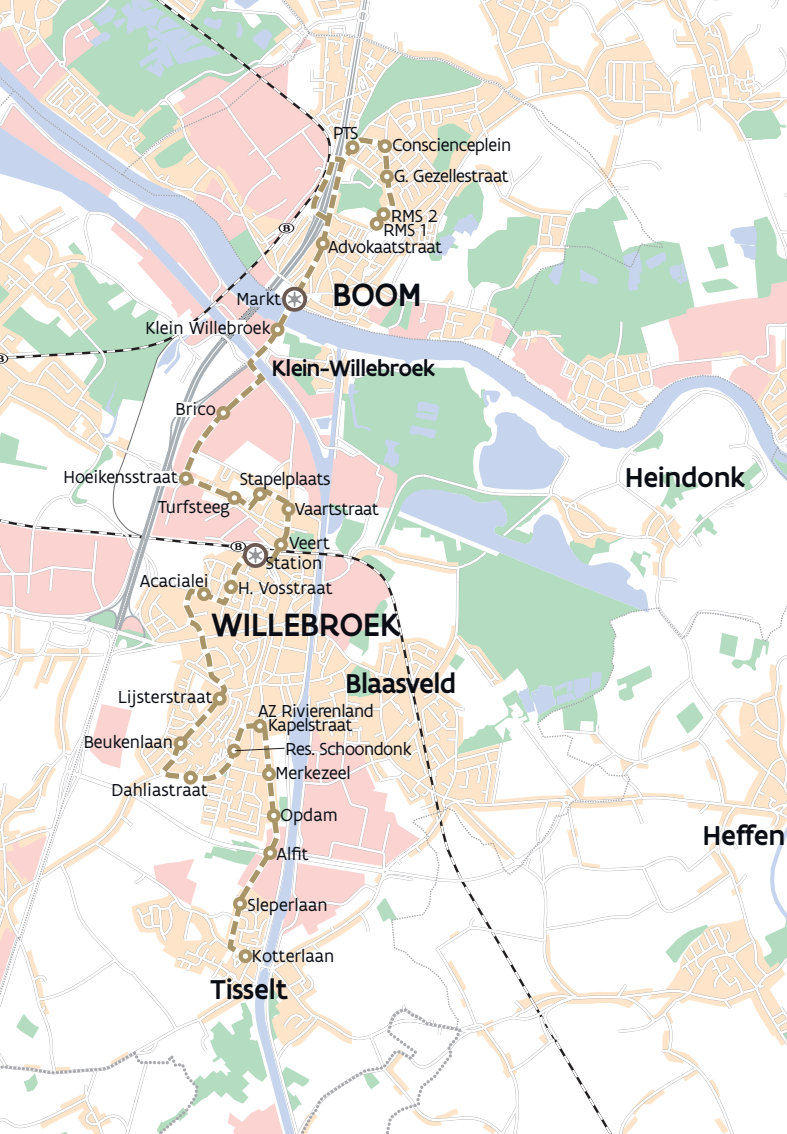 PTS
Conscienceplein
G. Gezellestraat
RMS 2
RMS 1
B
Advokaatstraat
Markt
BOOM
Klein Willebroek
B
Klein-Willebroek
Brico
Hoeikensstraat
Stapelplaats
Heindonk
Turfsteeg
Vaartstraat
B
Veert
Station
Acacialei
H. Vosstraat
WILLEBROEK
Blaasveld
Lijsterstraat
AZ Rivierenland
Kapelstraat
Beukenlaan
Res. Schoondonk
Merkezeel
Dahliastraat
Opdam
Heffen
Alfit
Sleperlaan
Kotterlaan
Tisselt